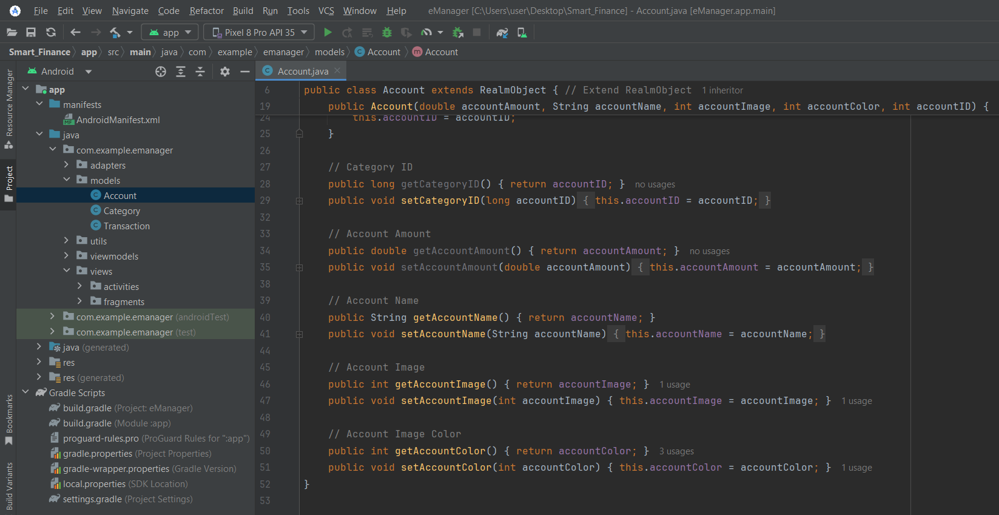 File Edit View Navigate Code Refactor Build Run Tools VCS Window Help eManager [C:\Users\user\Desktop\Smart_Finance] - Account.java [eManager.app.main]
app Pixel 8 Pro API 35
Smart_Finance app src main java com example emanager models Account Account
Resource Manager
Project
Bookmarks
Build Variants
Android
app
manifests
AndroidManifest.xml
java
com.example.emanager
adapters
models
Account
Category
Transaction
utils
viewmodels
views
activities
fragments
com.example.emanager (androidTest)
com.example.emanager (test)
java (generated)
res
res (generated)
Gradle Scripts
build.gradle (Project: eManager)
build.gradle (Module :app)
proguard-rules.pro (ProGuard Rules for ":app")
gradle.properties (Project Properties)
gradle-wrapper.properties (Gradle Version)
local.properties (SDK Location)
settings.gradle (Project Settings)
Account.java
6 public class Account extends RealmObject { // Extend RealmObject 1 inheritor
19 public Account(double accountAmount, String accountName, int accountImage, int accountColor, int accountID) {
24 this.accountID = accountID;
25 }
26
27 // Category ID
28 public long getCategoryID() { return accountID; } no usages
29 public void setCategoryID(long accountID) { this.accountID = accountID; }
32
33 // Account Amount
34 public double getAccountAmount() { return accountAmount; } no usages
35 public void setAccountAmount(double accountAmount) { this.accountAmount = accountAmount; }
38
39 // Account Name
40 public String getAccountName() { return accountName; }
41 public void setAccountName(String accountName) { this.accountName = accountName; }
44
45 // Account Image
46 public int getAccountImage() { return accountImage; } 1 usage
47 public void setAccountImage(int accountImage) { this.accountImage = accountImage; } 1 usage
48
49 // Account Image Color
50 public int getAccountColor() { return accountColor; } 3 usages
51 public void setAccountColor(int accountColor) { this.accountColor = accountColor; } 1 usage
52 }
53